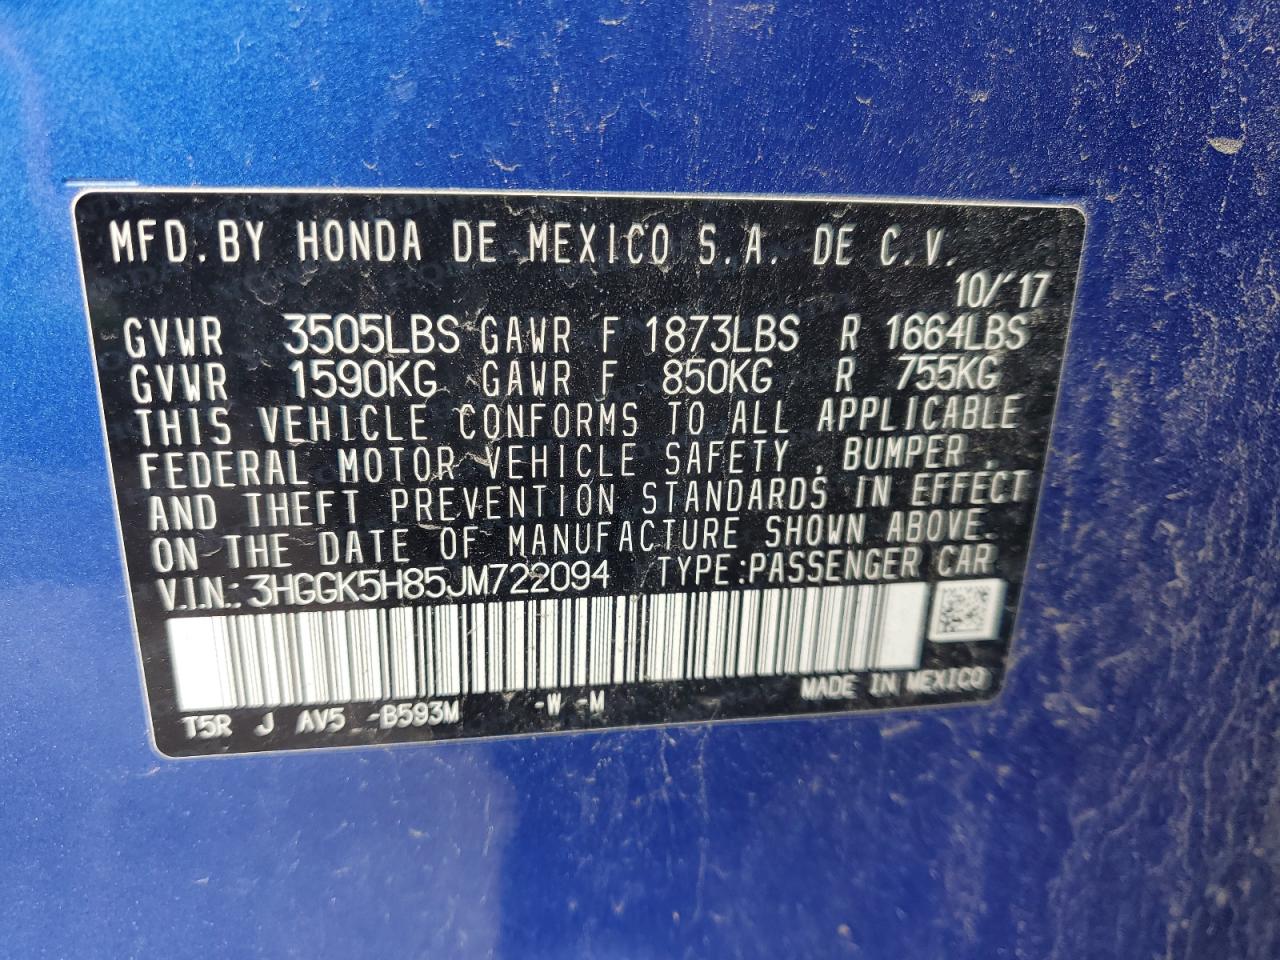 MFD. BY HONDA DE MEXICO S.A. DE C.V.
10/'17
GVWR 3505LBS GAWR F 1873LBS R 1664LBS
GVWR 1590KG GAWR F 850KG R 755KG
THIS VEHICLE CONFORMS TO ALL APPLICABLE
FEDERAL MOTOR VEHICLE SAFETY , BUMPER ,
AND THEFT PREVENTION STANDARDS IN EFFECT
ON THE DATE OF MANUFACTURE SHOWN ABOVE.
V.I.N.: 3HGGK5H85JM722094 TYPE:PASSENGER CAR
MADE IN MEXICO
T5R J AV5 -B593M -W -M